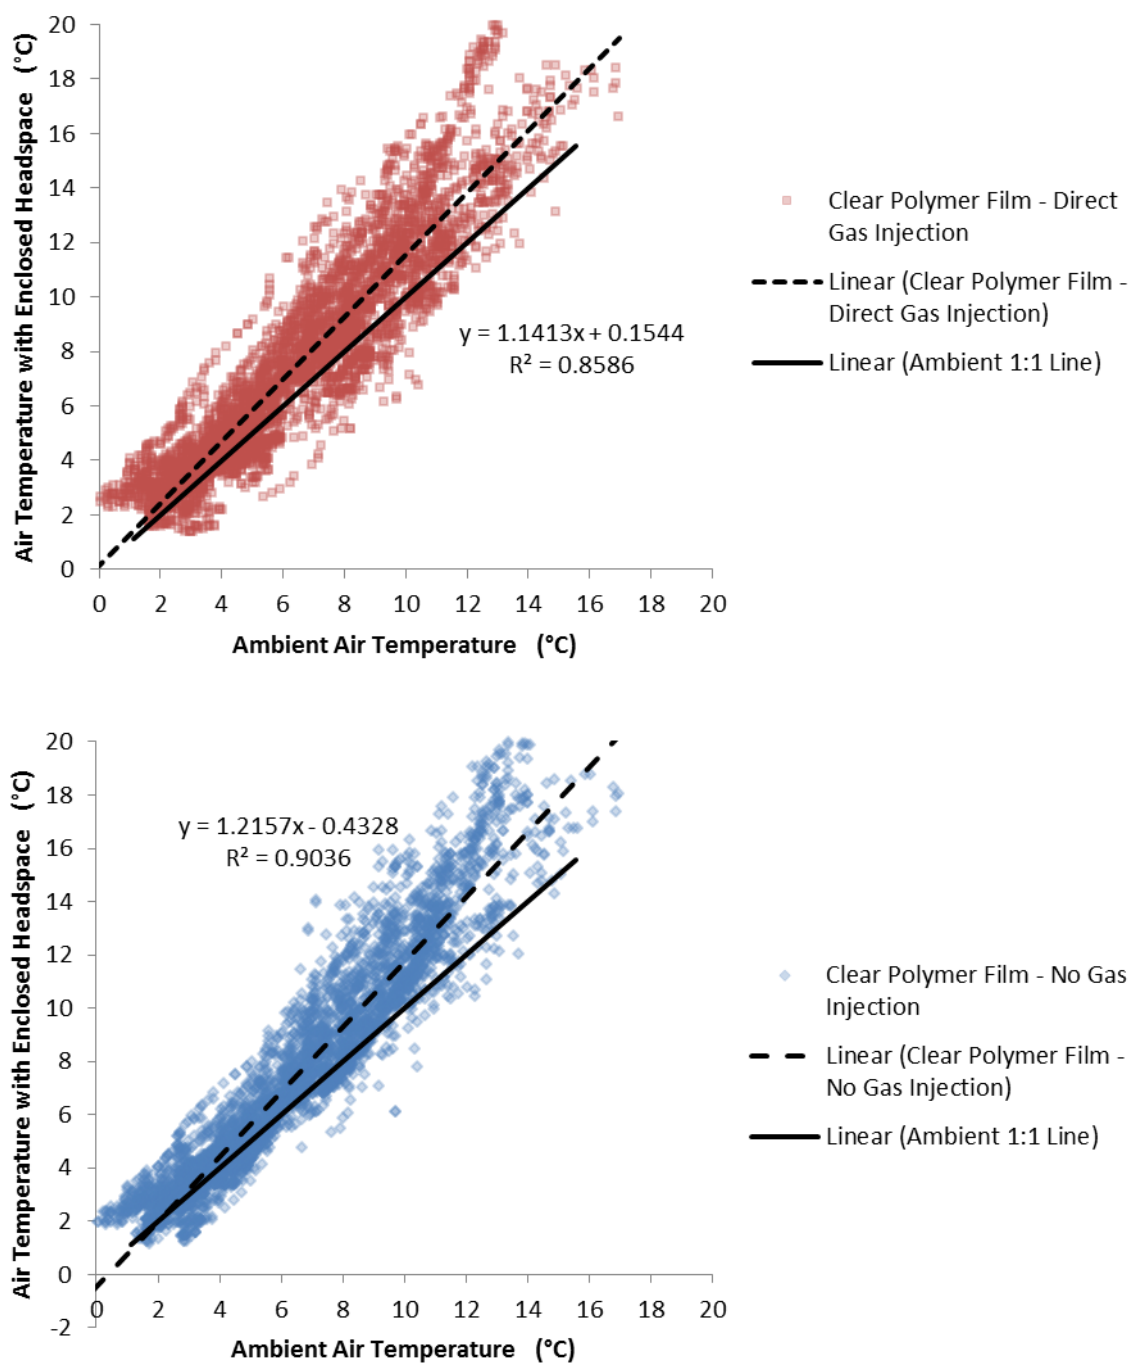 20
18
16
14
12
10
8
6
4
2
0
Air Temperature with Enclosed Headspace (°C)
y = 1.1413x + 0.1544
R² = 0.8586
0 2 4 6 8 10 12 14 16 18 20
Ambient Air Temperature (°C)
Clear Polymer Film - Direct
Gas Injection
Linear (Clear Polymer Film -
Direct Gas Injection)
Linear (Ambient 1:1 Line)
20
18
16
14
12
10
8
6
4
2
0
-2
Air Temperature with Enclosed Headspace (°C)
y = 1.2157x - 0.4328
R² = 0.9036
0 2 4 6 8 10 12 14 16 18 20
Ambient Air Temperature (°C)
Clear Polymer Film - No Gas
Injection
Linear (Clear Polymer Film -
No Gas Injection)
Linear (Ambient 1:1 Line)